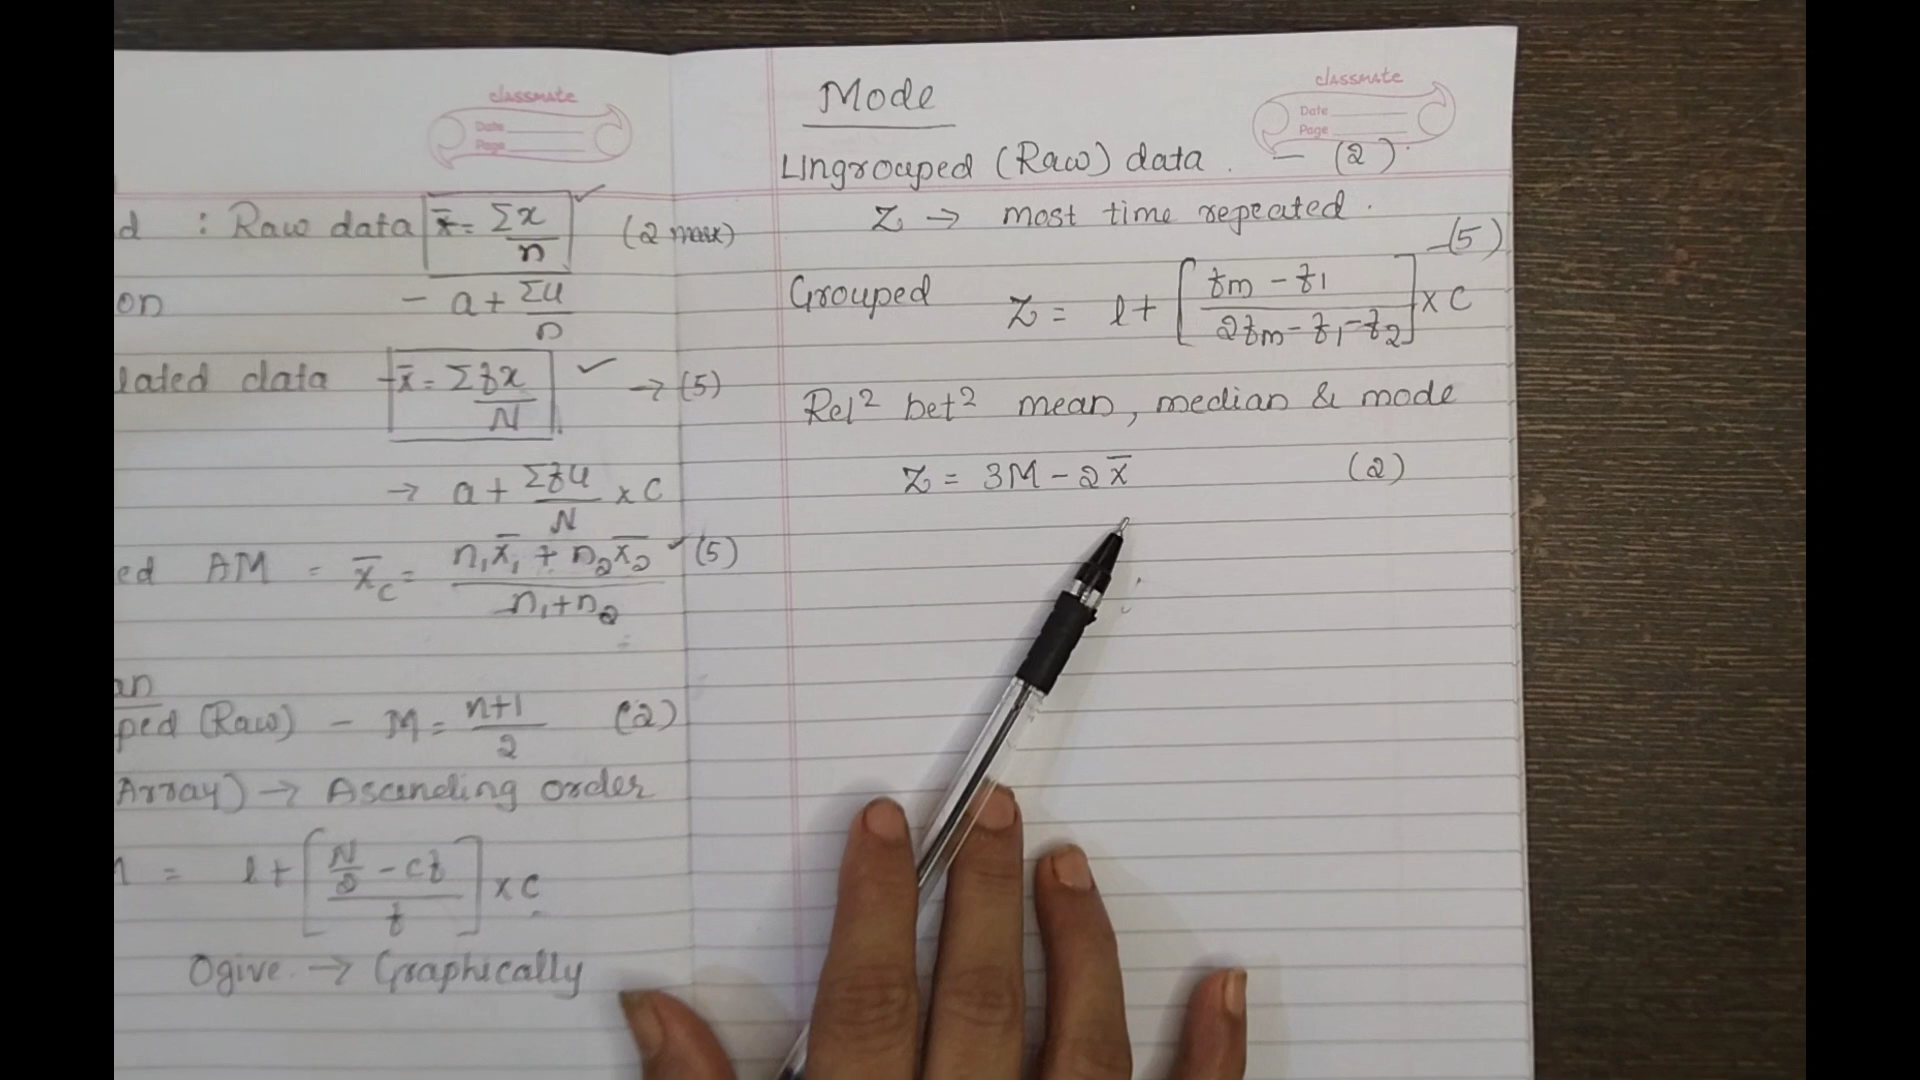 classmate
Date
Page
d : Raw data x̄ = Σx/n (2 max)
on - a + Σu/n
lated data x̄ = Σfx/N → (5)
→ a + Σfu/N x c
ed AM = x̄c = n₁x̄₁ + n₂x̄₂ / n₁+n₂ (5)
an
ped (Raw) - M = n+1/2 (2)
Array) → Ascending order
= l + [N/2 - cf / f] x c
Ogive → Graphically
classmate
Date
Page
Mode
Ungrouped (Raw) data. - (2)
Z → most time repeated.
-(5)
Grouped Z = l + [fm - f1 / 2fm - f1 - f2] x c
Rel² bet² mean, median & mode
Z = 3M - 2x̄ (2)